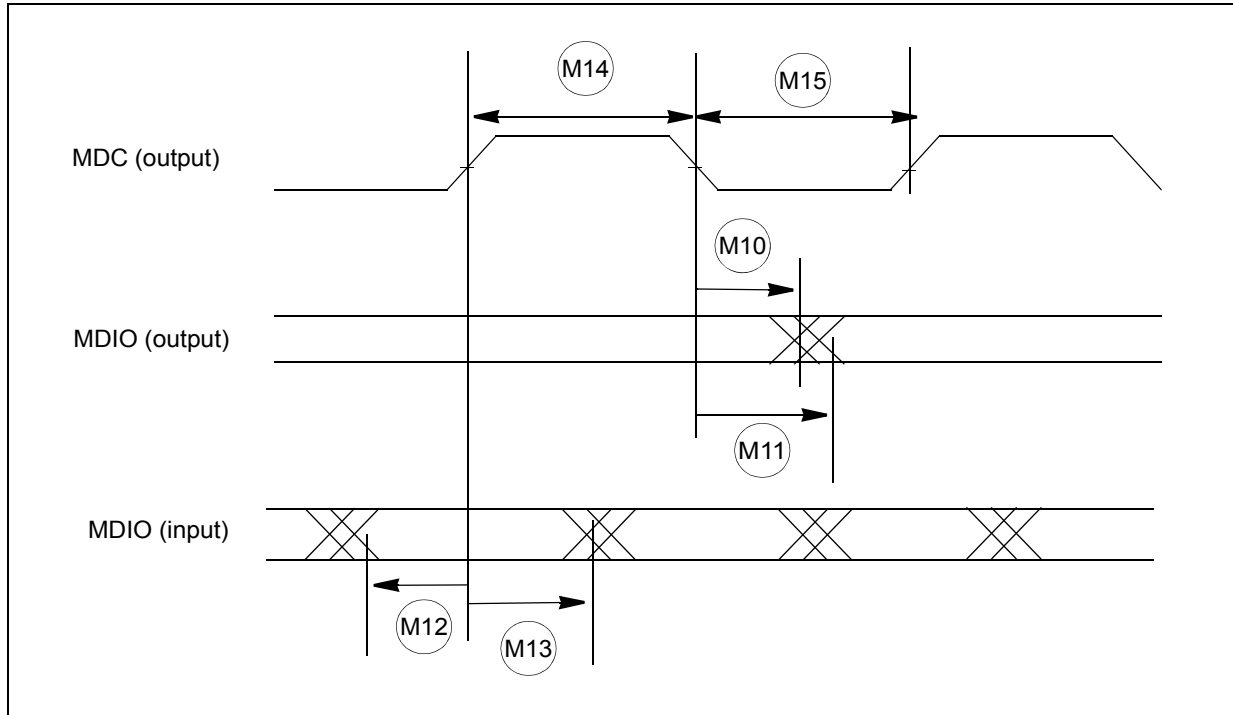 M14
M15
MDC (output)
M10
MDIO (output)
M11
MDIO (input)
M12
M13